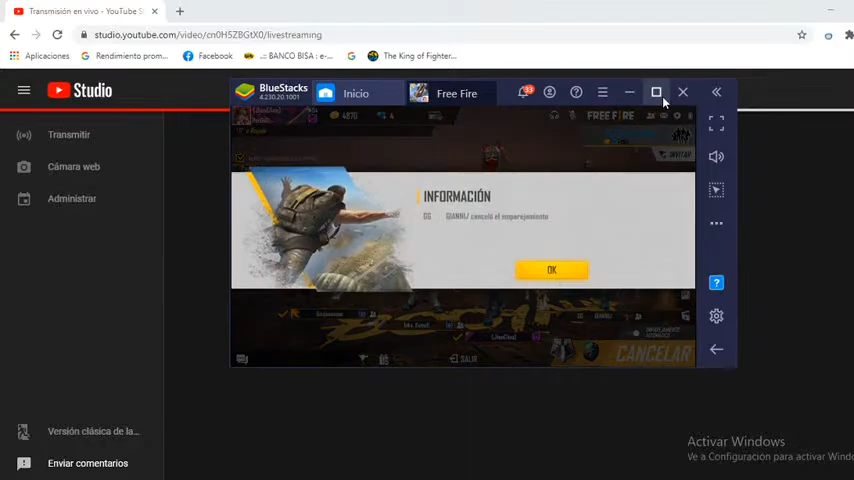 Transmisión en vivo - YouTube S
studio.youtube.com/video/cn0H5ZBGtX0/livestreaming
Aplicaciones
Rendimiento prom...
Facebook
..:: BANCO BISA : e-...
The King of Fighter...
Studio
Transmitir
Cámara web
Administrar
Versión clásica de la...
Enviar comentarios
BlueStacks
4.230.20.1001
Inicio
Free Fire
33
4870
4
FREE FIRE
INVITAR
INFORMACIÓN
OG GIANNIJ canceló el emparejamiento
OK
SALIR
CANCELAR
Activar Windows
Ve a Configuración para activar Windo